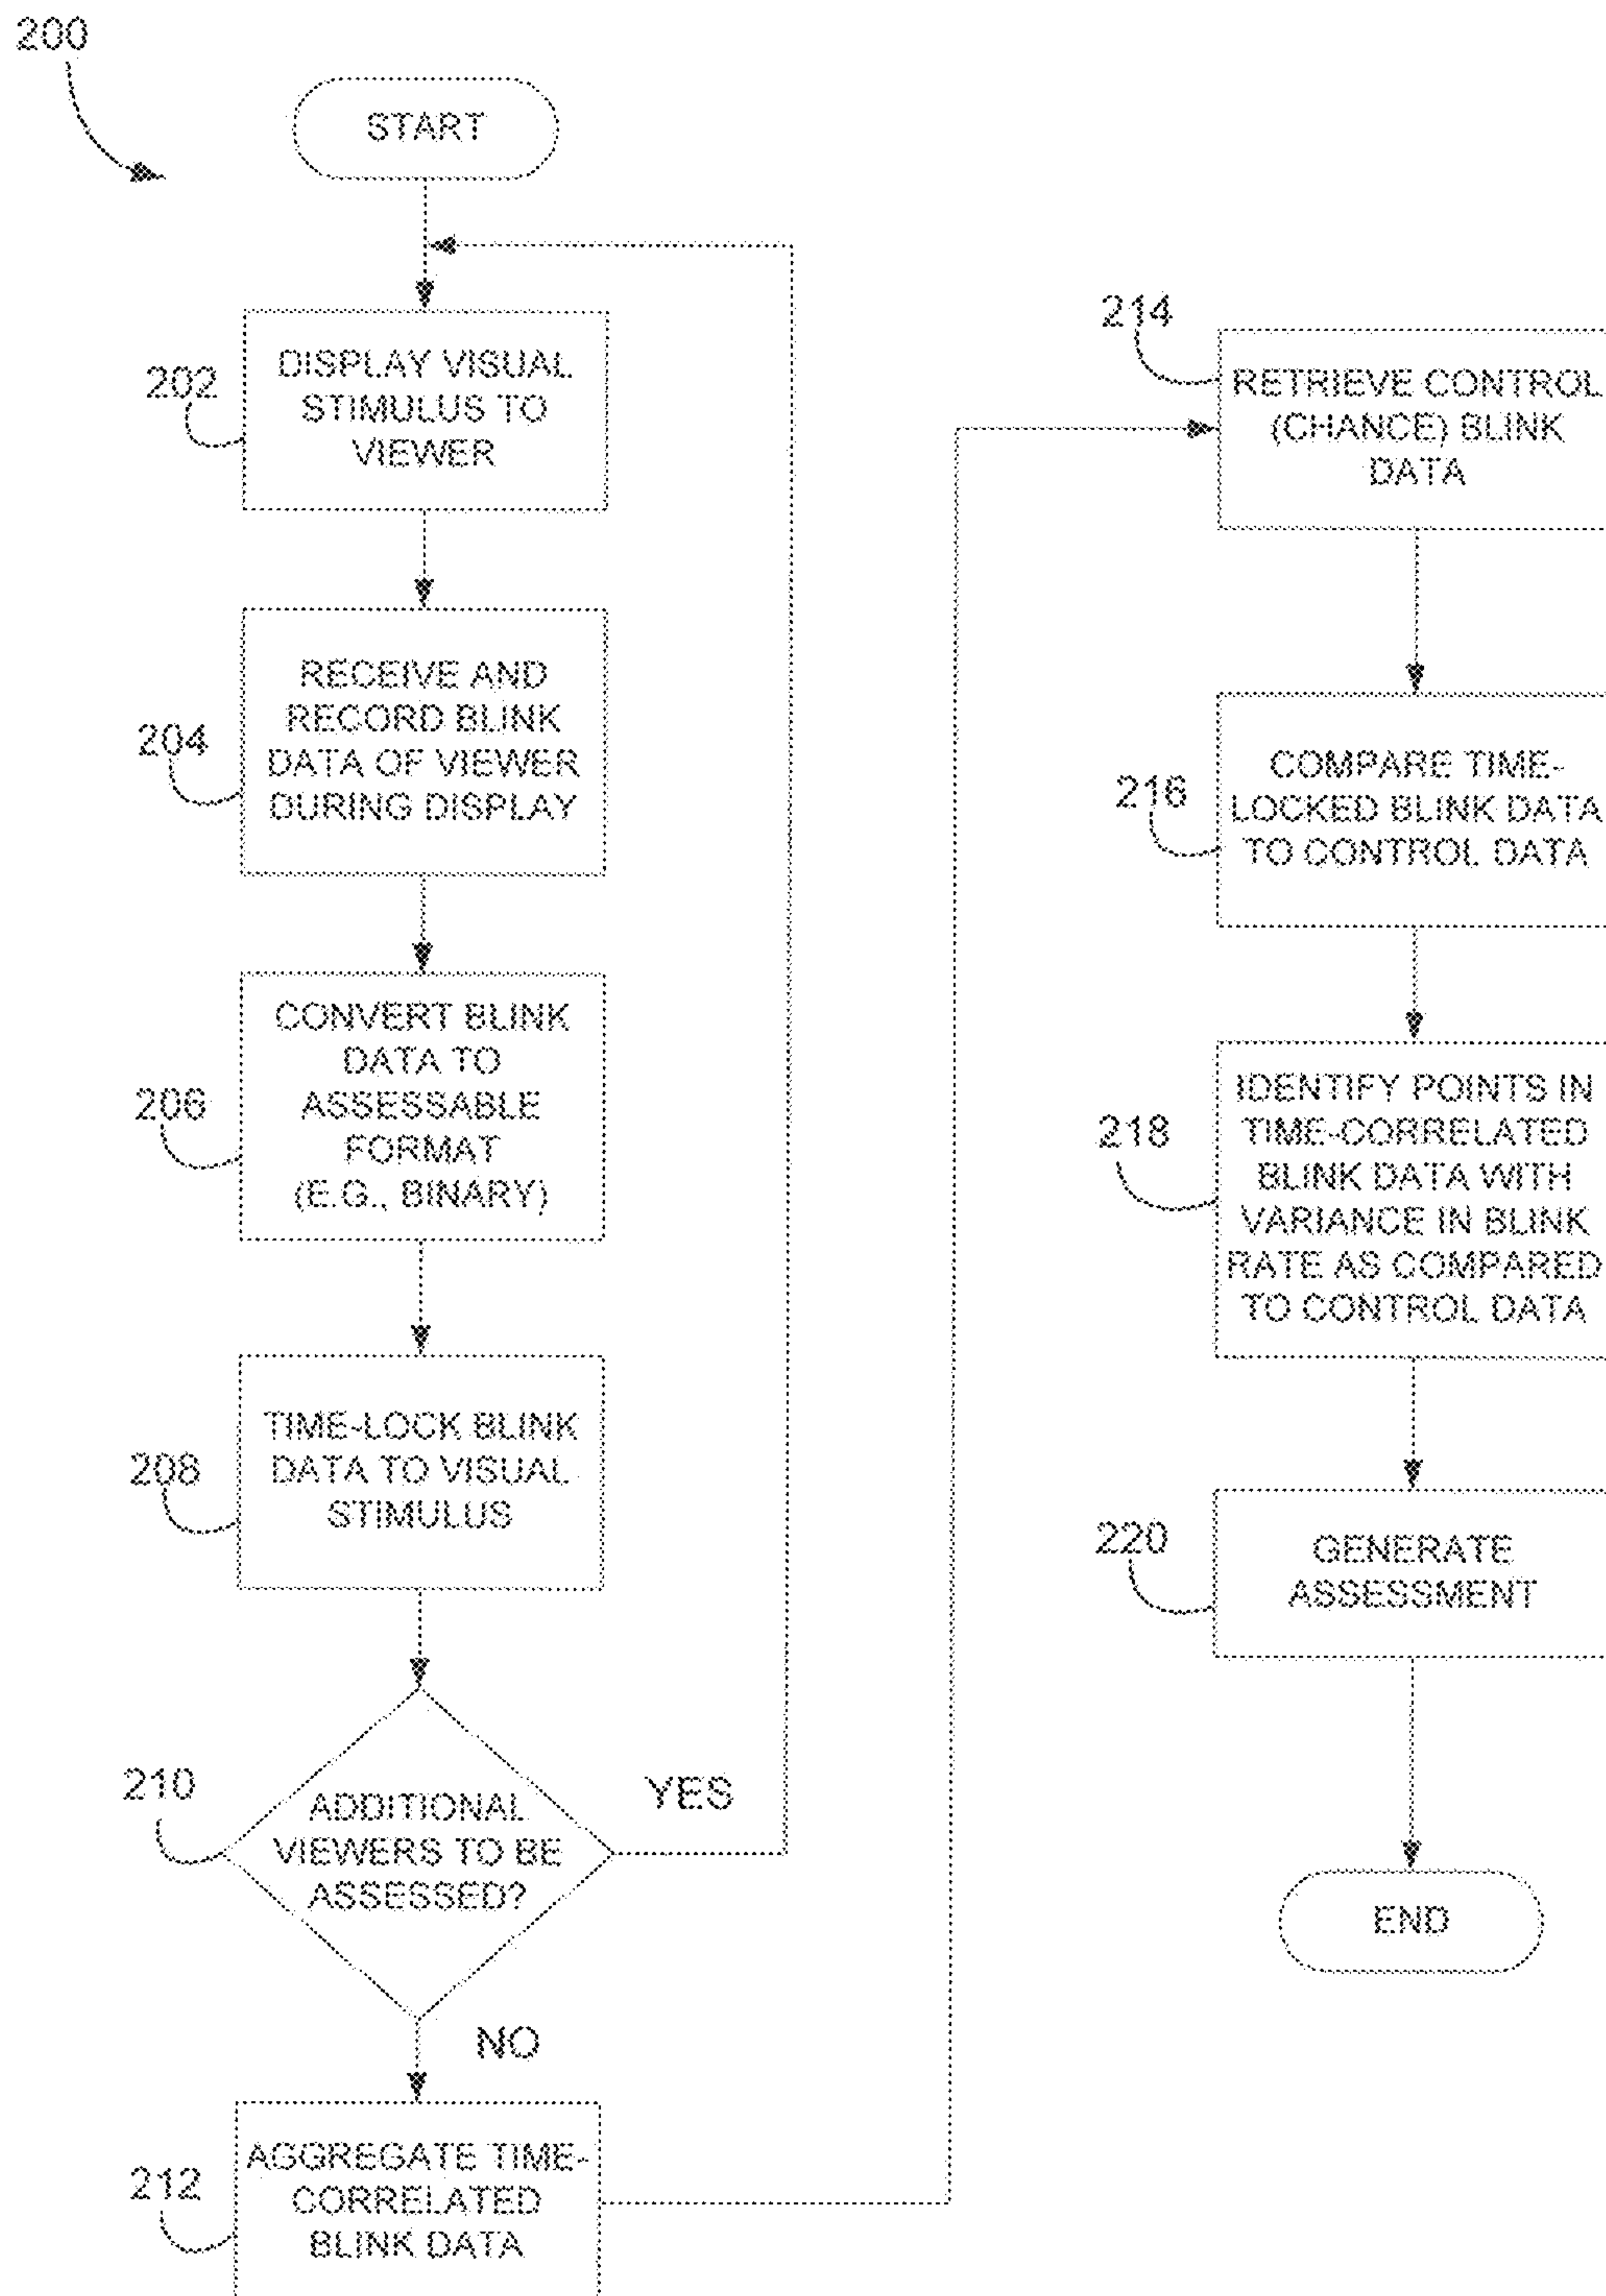 200
START
202
DISPLAY VISUAL
STIMULUS TO
VIEWER
204
RECEIVE AND
RECORD BLINK
DATA OF VIEWER
DURING DISPLAY
206
CONVERT BLINK
DATA TO
ASSESSABLE
FORMAT
(E.G., BINARY)
208
TIME-LOCK BLINK
DATA TO VISUAL
STIMULUS
210
ADDITIONAL
VIEWERS TO BE
ASSESSED?
YES
NO
212
AGGREGATE TIME-
CORRELATED
BLINK DATA
214
RETRIEVE CONTROL
(CHANCE) BLINK
DATA
216
COMPARE TIME-
LOCKED BLINK DATA
TO CONTROL DATA
218
IDENTIFY POINTS IN
TIME-CORRELATED
BLINK DATA WITH
VARIANCE IN BLINK
RATE AS COMPARED
TO CONTROL DATA
220
GENERATE
ASSESSMENT
END